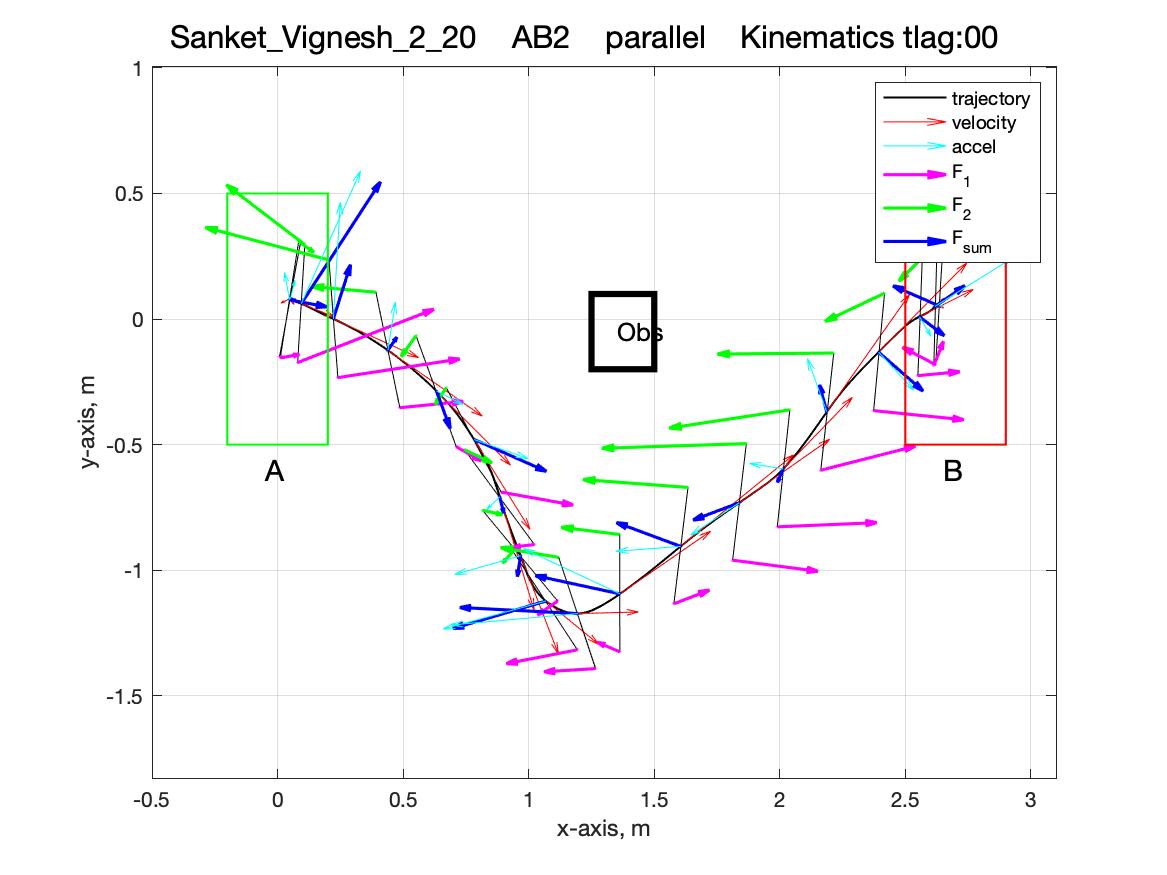 Sanket_Vignesh_2_20 AB2 parallel Kinematics tlag:00
1
0.5
0
-0.5
-1
-1.5
y-axis, m
trajectory
velocity
accel
F1
F2
Fsum
Obs
A
B
-0.5 0 0.5 1 1.5 2 2.5 3
x-axis, m